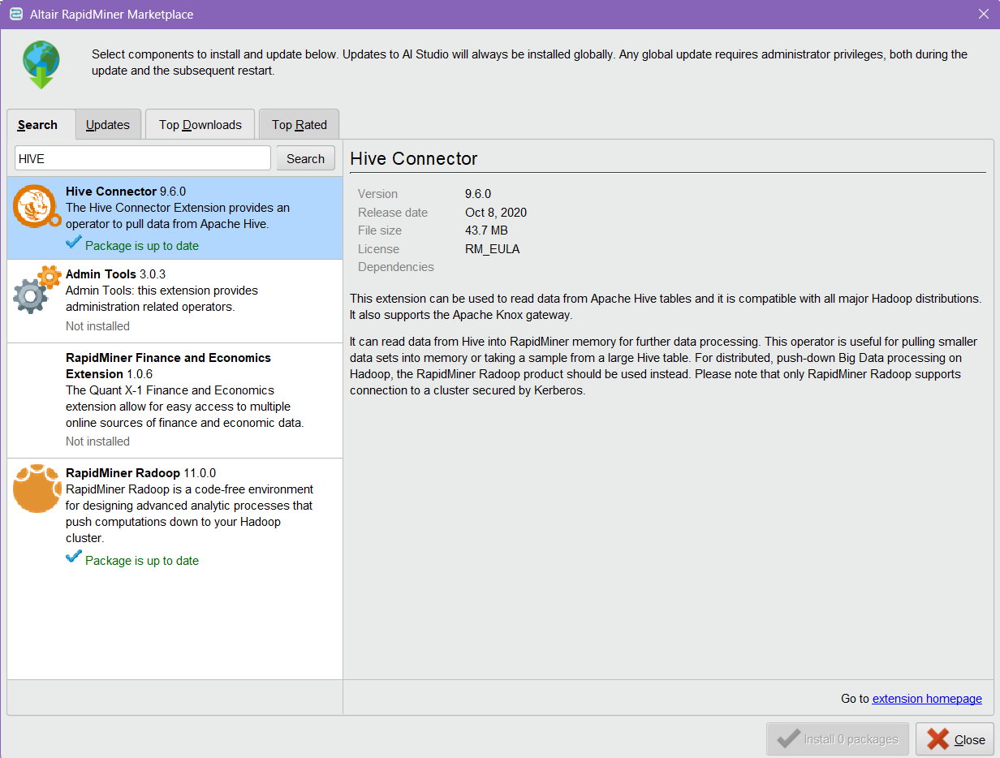 Altair RapidMiner Marketplace
Select components to install and update below. Updates to AI Studio will always be installed globally. Any global update requires administrator privileges, both during the
update and the subsequent restart.
Search
Updates
Top Downloads
Top Rated
HIVE
Search
Hive Connector 9.6.0
The Hive Connector Extension provides an
operator to pull data from Apache Hive.
Package is up to date
Admin Tools 3.0.3
Admin Tools: this extension provides
administration related operators.
Not installed
RapidMiner Finance and Economics
Extension 1.0.6
The Quant X-1 Finance and Economics
extension allow for easy access to multiple
online sources of finance and economic data.
Not installed
RapidMiner Radoop 11.0.0
RapidMiner Radoop is a code-free environment
for designing advanced analytic processes that
push computations down to your Hadoop
cluster.
Package is up to date
Hive Connector
Version 9.6.0
Release date Oct 8, 2020
File size 43.7 MB
License RM_EULA
Dependencies
This extension can be used to read data from Apache Hive tables and it is compatible with all major Hadoop distributions.
It also supports the Apache Knox gateway.
It can read data from Hive into RapidMiner memory for further data processing. This operator is useful for pulling smaller
data sets into memory or taking a sample from a large Hive table. For distributed, push-down Big Data processing on
Hadoop, the RapidMiner Radoop product should be used instead. Please note that only RapidMiner Radoop supports
connection to a cluster secured by Kerberos.
Go to extension homepage
Install 0 packages
Close